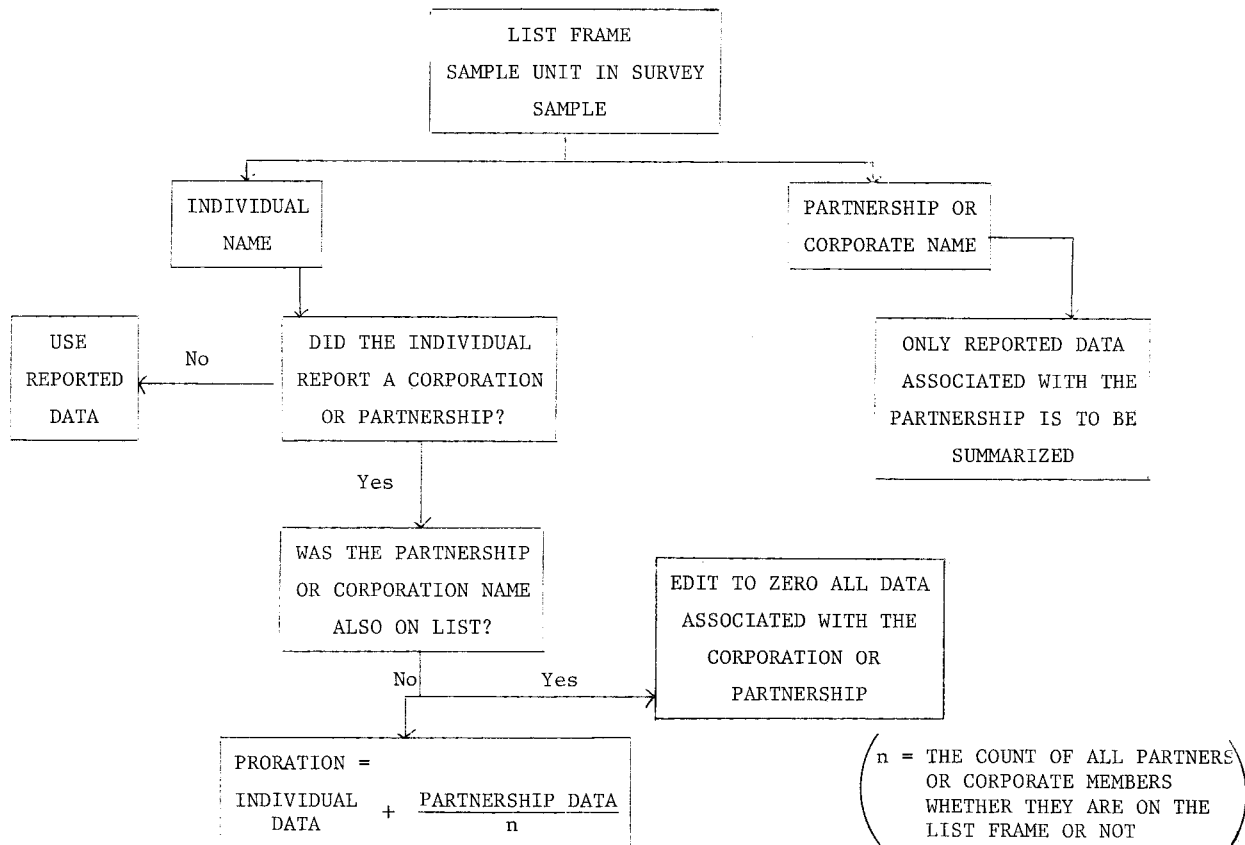 LIST FRAME
SAMPLE UNIT IN SURVEY
SAMPLE
INDIVIDUAL
NAME
PARTNERSHIP OR
CORPORATE NAME
USE
REPORTED
DATA
No
DID THE INDIVIDUAL
REPORT A CORPORATION
OR PARTNERSHIP?
ONLY REPORTED DATA
ASSOCIATED WITH THE
PARTNERSHIP IS TO BE
SUMMARIZED
Yes
WAS THE PARTNERSHIP
OR CORPORATION NAME
ALSO ON LIST?
EDIT TO ZERO ALL DATA
ASSOCIATED WITH THE
CORPORATION OR
PARTNERSHIP
No
Yes
PRORATION =
INDIVIDUAL
DATA
+
PARTNERSHIP DATA
n
n = THE COUNT OF ALL PARTNERS
OR CORPORATE MEMBERS
WHETHER THEY ARE ON THE
LIST FRAME OR NOT